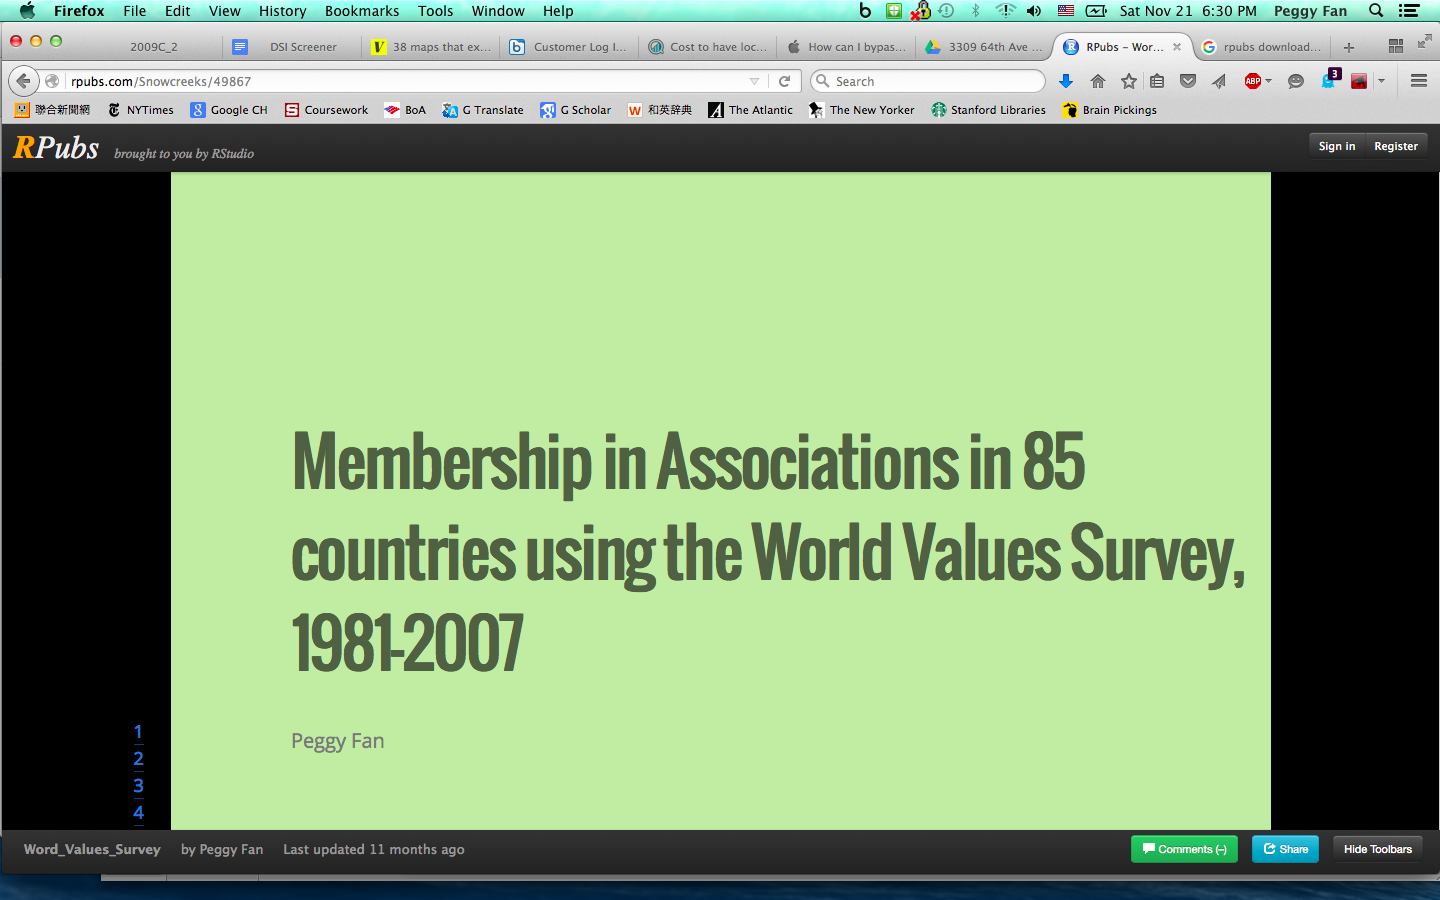 Firefox File Edit View History Bookmarks Tools Window Help Sat Nov 21 6:30 PM Peggy Fan
2009C_2 DSI Screener 38 maps that ex... Customer Log I... Cost to have loc... How can I bypas... 3309 64th Ave ... RPubs – Wor... rpubs download...
rpubs.com/Snowcreeks/49867 Search ABP 3
聯合新聞網 NYTimes Google CH Coursework BoA G Translate G Scholar 和英辞典 The Atlantic The New Yorker Stanford Libraries Brain Pickings
RPubs brought to you by RStudio Sign in Register
Membership in Associations in 85
countries using the World Values Survey,
1981-2007
Peggy Fan
1
2
3
4
Word_Values_Survey by Peggy Fan Last updated 11 months ago Comments (–) Share Hide Toolbars